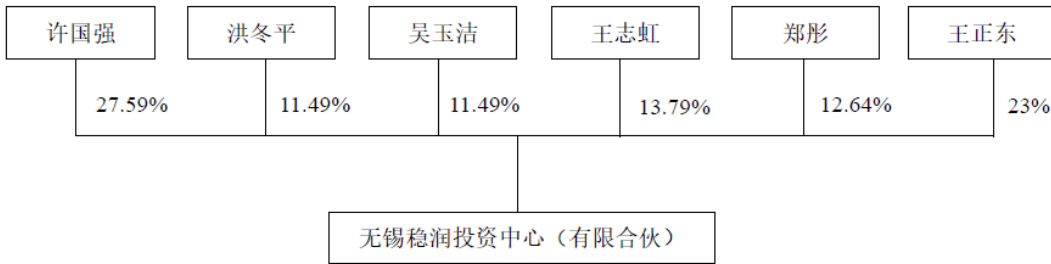 许国强 洪冬平 吴玉洁 王志虹 郑彤 王正东
27.59% 11.49% 11.49% 13.79% 12.64% 23%
无锡稳润投资中心（有限合伙）